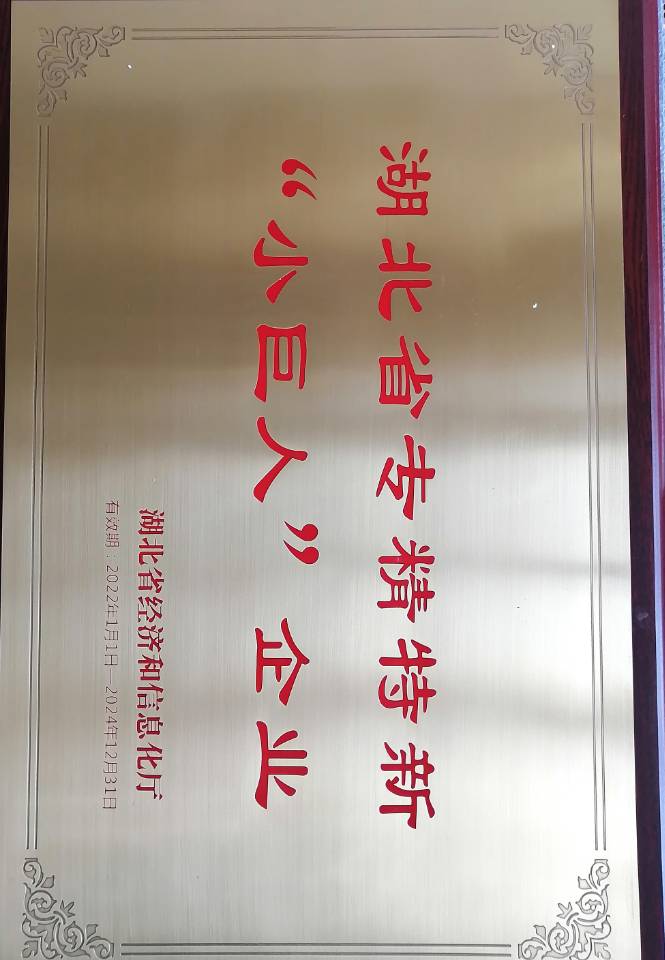 湖北省专精特新
“小巨人”企业
湖北省经济和信息化厅
有效期：2022年1月1日—2024年12月31日